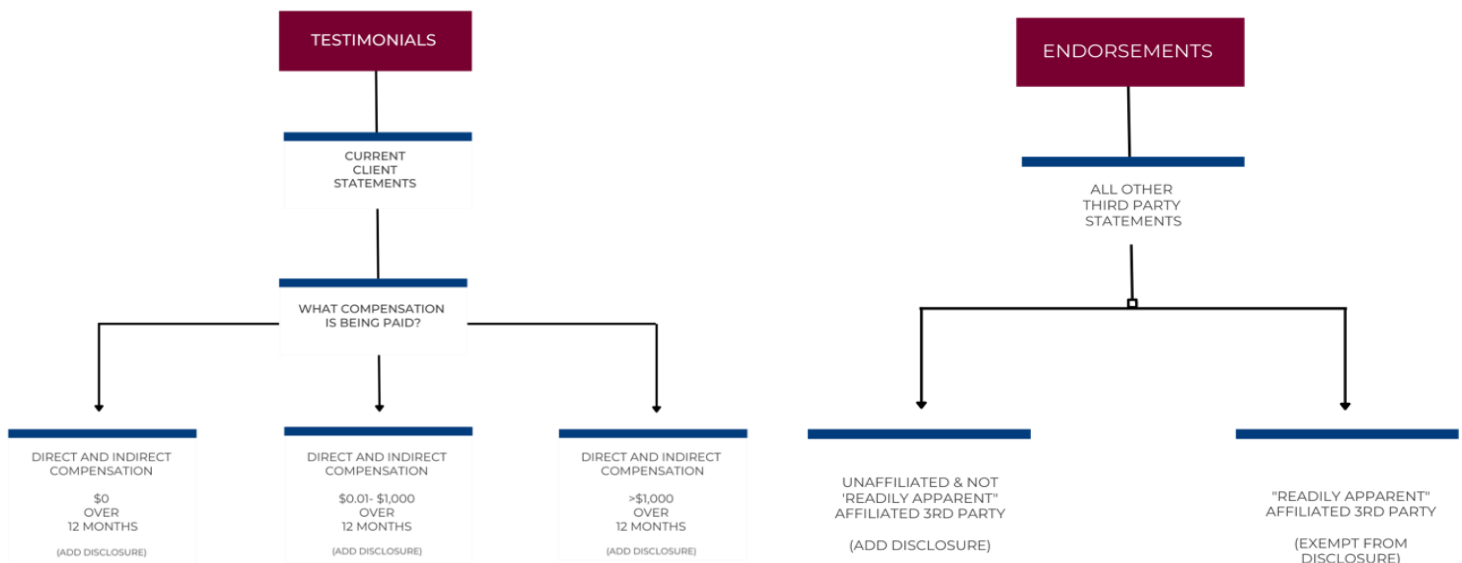 TESTIMONIALS
CURRENT
CLIENT
STATEMENTS
WHAT COMPENSATION
IS BEING PAID?
DIRECT AND INDIRECT
COMPENSATION
$0
OVER
12 MONTHS
(ADD DISCLOSURE)
DIRECT AND INDIRECT
COMPENSATION
$0.01- $1,000
OVER
12 MONTHS
(ADD DISCLOSURE)
DIRECT AND INDIRECT
COMPENSATION
>$1,000
OVER
12 MONTHS
(ADD DISCLOSURE)
ENDORSEMENTS
ALL OTHER
THIRD PARTY
STATEMENTS
UNAFFILIATED & NOT
'READILY APPARENT"
AFFILIATED 3RD PARTY
(ADD DISCLOSURE)
"READILY APPARENT"
AFFILIATED 3RD PARTY
(EXEMPT FROM
DISCLOSURE)